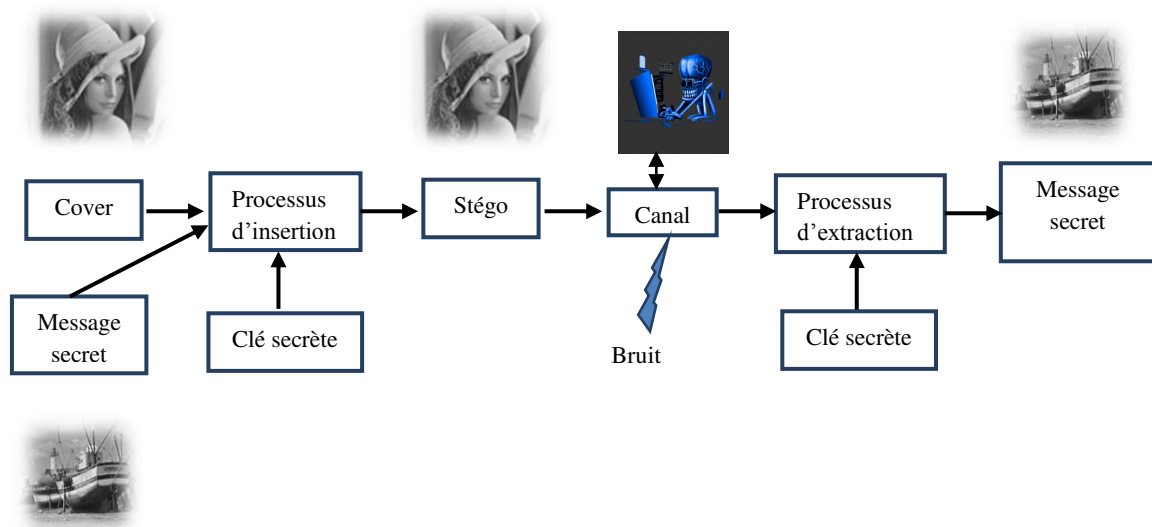 Cover
Processus
d’insertion
Stégo
Canal
Processus
d’extraction
Message
secret
Message
secret
Clé secrète
Bruit
Clé secrète